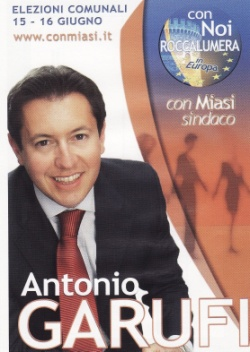 ELEZIONI COMUNALI
15 - 16 GIUGNO
www.conmiasi.it
con
Noi
ROCCALUMERA
in Europa
con Miasi
sindaco
Antonio
GARUFI